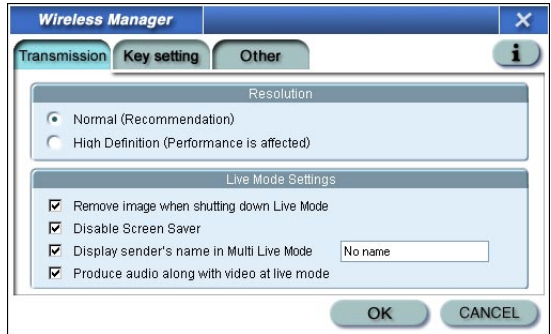 Wireless Manager
Transmission Key setting Other i
Resolution
Normal (Recommendation)
High Definition (Performance is affected)
Live Mode Settings
Remove image when shutting down Live Mode
Disable Screen Saver
Display sender's name in Multi Live Mode No name
Produce audio along with video at live mode
OK CANCEL